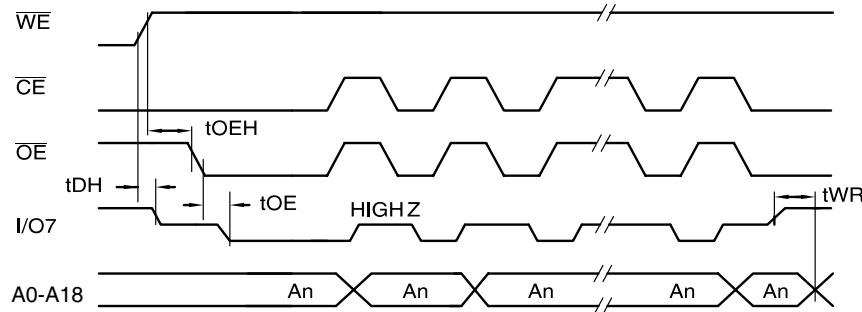 WE
CE
tOEH
OE
tDH
tOE
tWR
I/O7
HIGH Z
A0-A18
An
An
An
An
An